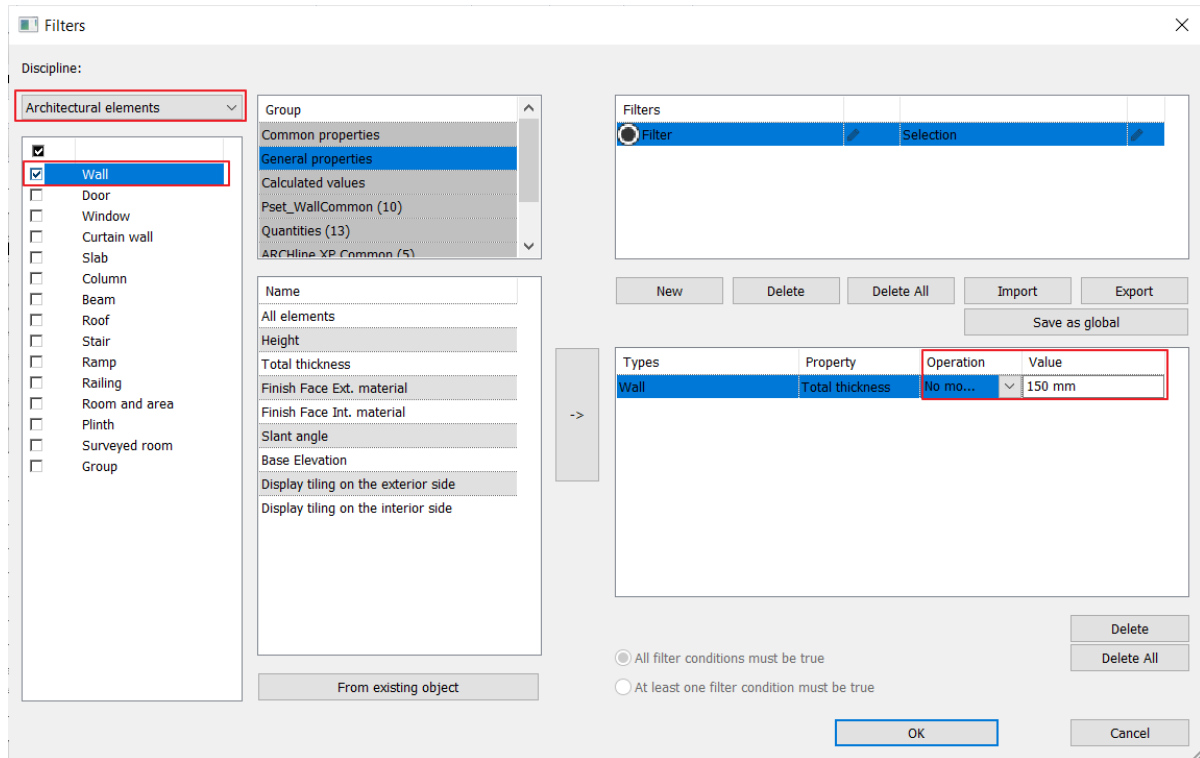 Filters
Discipline:
Architectural elements
Wall
Door
Window
Curtain wall
Slab
Column
Beam
Roof
Stair
Ramp
Railing
Room and area
Plinth
Surveyed room
Group
Group
Common properties
General properties
Calculated values
Pset_WallCommon (10)
Quantities (13)
ARCHline XP Common (5)
Name
All elements
Height
Total thickness
Finish Face Ext. material
Finish Face Int. material
Slant angle
Base Elevation
Display tiling on the exterior side
Display tiling on the interior side
From existing object
->
Filters
Filter Selection
New Delete Delete All Import Export
Save as global
Types Property Operation Value
Wall Total thickness No mo... 150 mm
Delete
All filter conditions must be true
Delete All
At least one filter condition must be true
OK Cancel